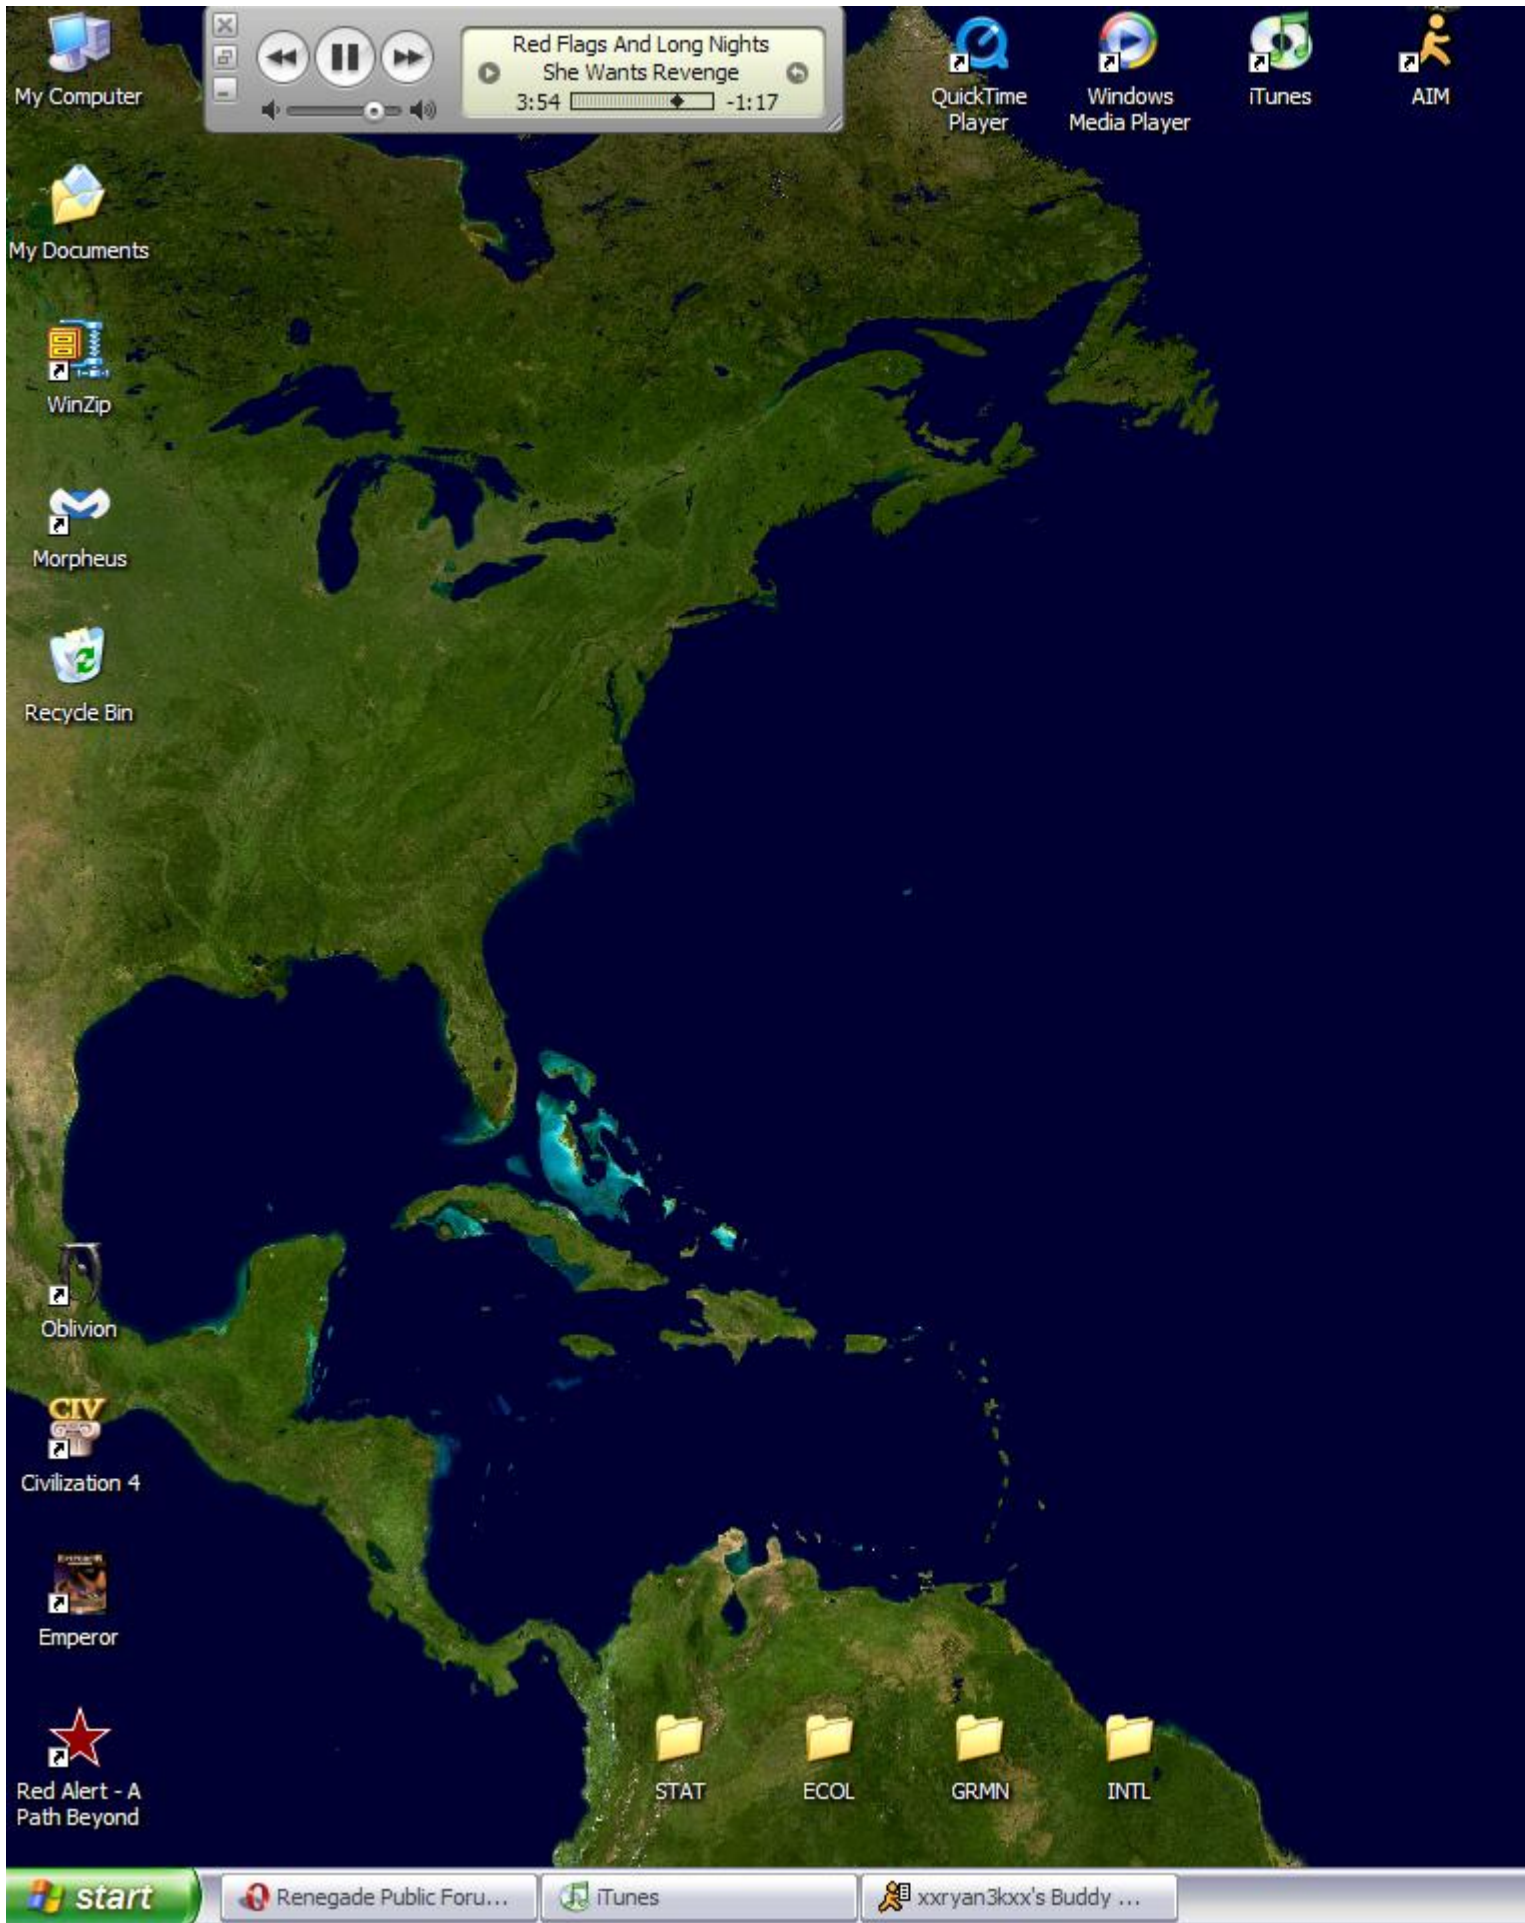 My Computer
Red Flags And Long Nights
She Wants Revenge
3:54 -1:17
QuickTime
Player
Windows
Media Player
iTunes
AIM
My Documents
WinZip
Morpheus
Recycle Bin
Oblivion
CIV
Civilization 4
Emperor
Red Alert - A
Path Beyond
STAT
ECOL
GRMN
INTL
start
Renegade Public Foru...
iTunes
xxryan3kxx's Buddy ...